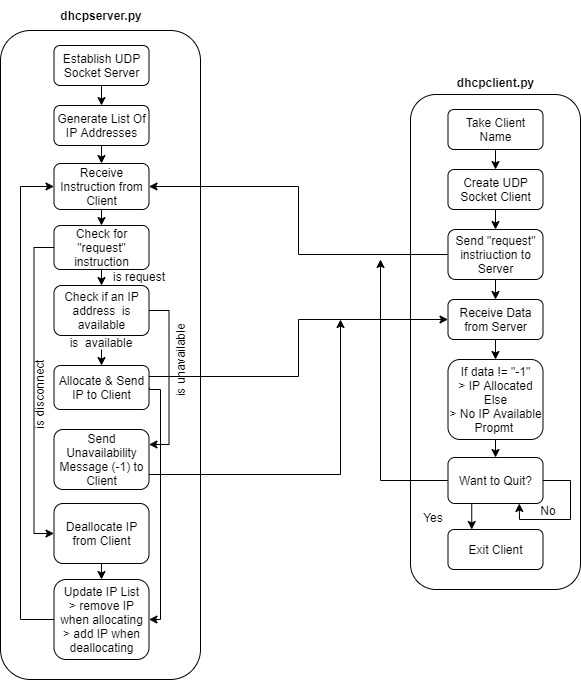 dhcpserver.py
Establish UDP
Socket Server
Generate List Of
IP Addresses
Receive
Instruction from
Client
Check for
"request"
instruction
is request
Check if an IP
address is
available
is available
is unavailable
is disconnect
Allocate & Send
IP to Client
Send
Unavailability
Message (-1) to
Client
Deallocate IP
from Client
Update IP List
> remove IP
when allocating
> add IP when
deallocating
dhcpclient.py
Take Client
Name
Create UDP
Socket Client
Send "request"
instriuction to
Server
Receive Data
from Server
If data != "-1"
> IP Allocated
Else
> No IP Available
Propmt
Want to Quit?
No
Yes
Exit Client